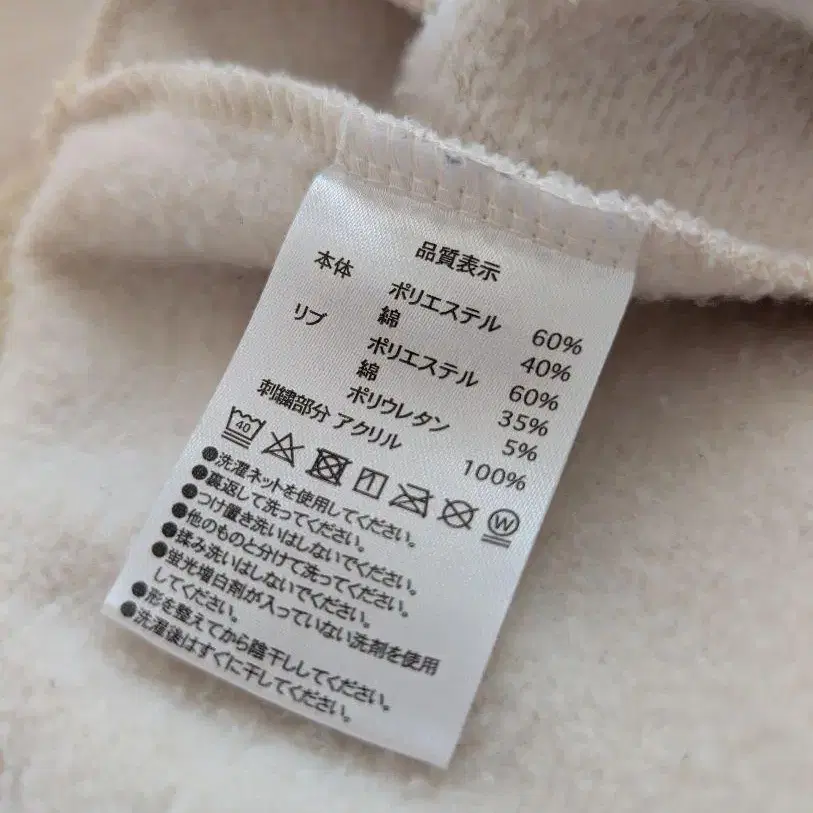 品質表示
本体 ポリエステル 60%
綿 40%
リブ ポリエステル 60%
綿 35%
ポリウレタン 5%
刺繍部分 アクリル 100%
40 W
●洗濯ネットを使用してください。
●裏返して洗ってください。
●つけ置き洗いはしないでください。
●他のものと分けて洗ってください。
●揉み洗いはしないでください。
●蛍光増白剤が入っていない洗剤を使用
してください。
●形を整えてから陰干ししてください。
●洗濯後はすぐに干してください。